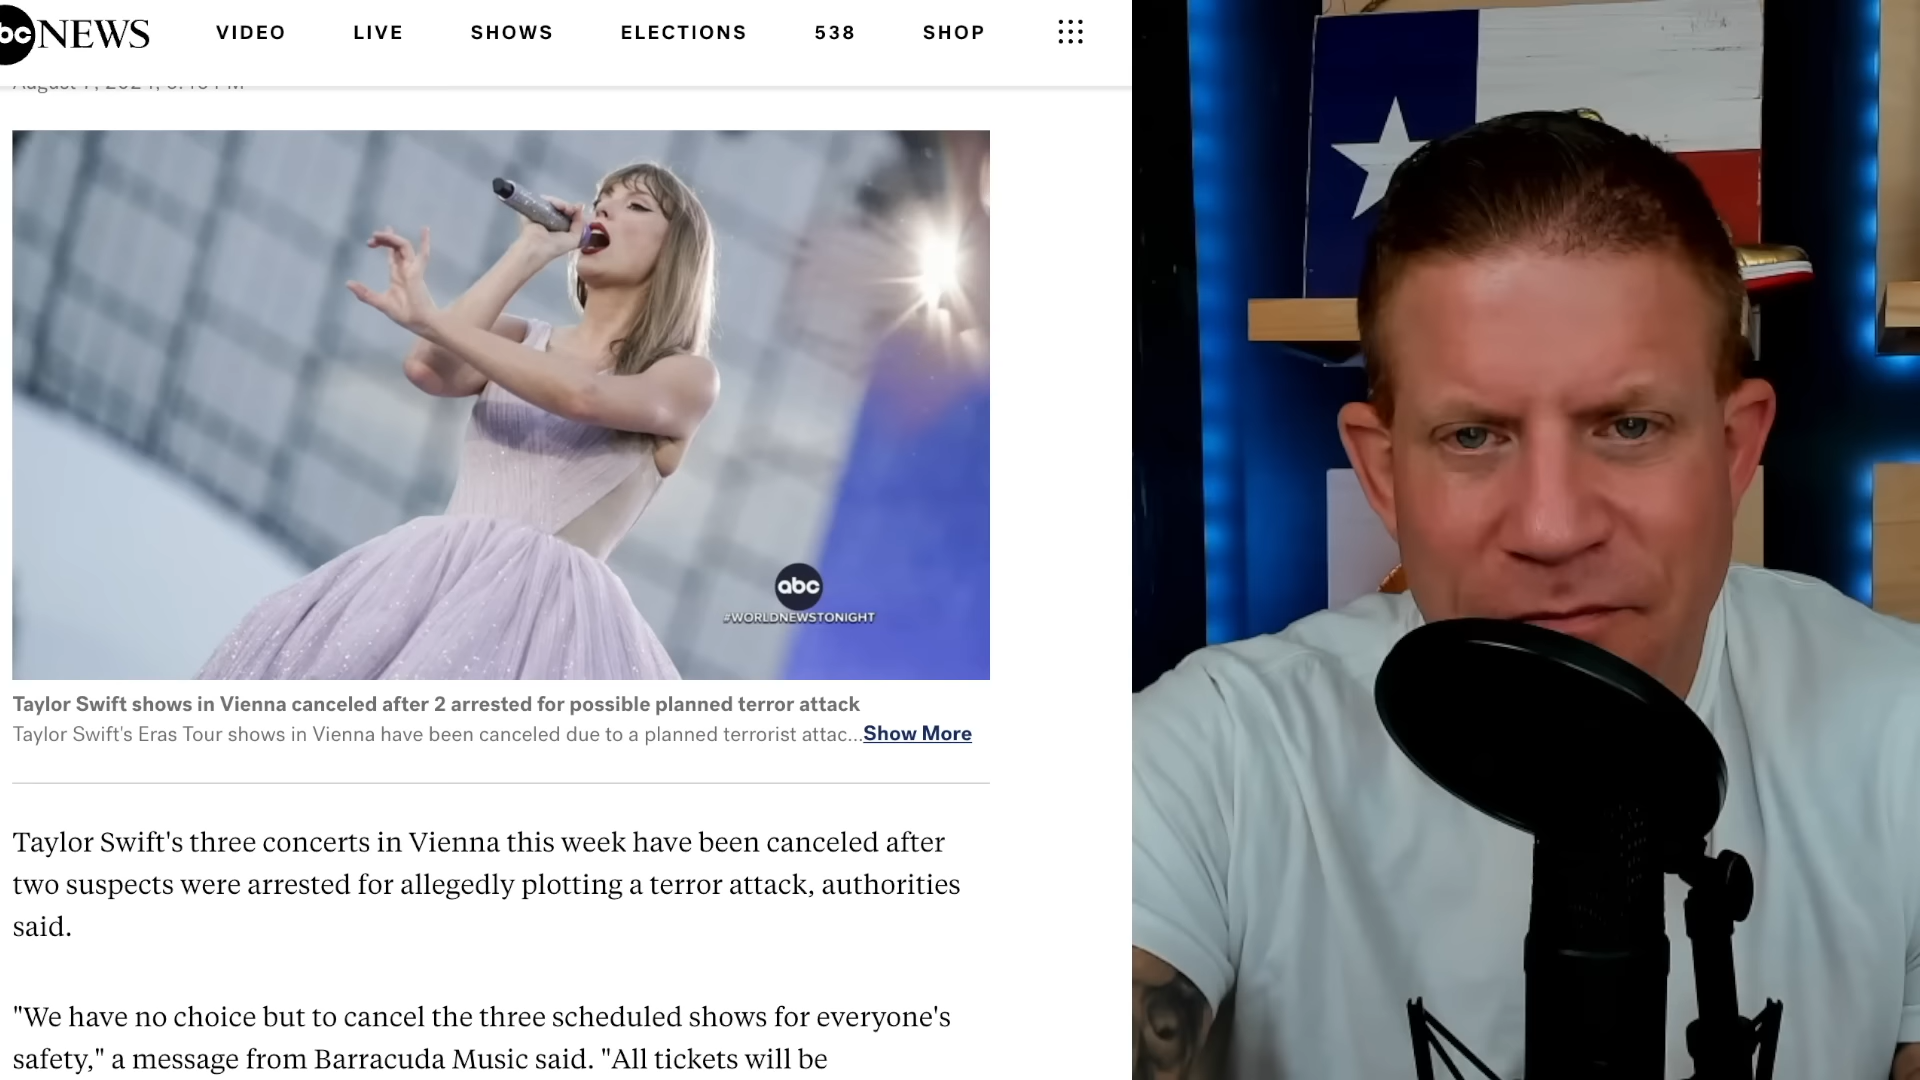 bc NEWS VIDEO LIVE SHOWS ELECTIONS 538 SHOP
abc
#WORLDNEWSTONIGHT
Taylor Swift shows in Vienna canceled after 2 arrested for possible planned terror attack
Taylor Swift's Eras Tour shows in Vienna have been canceled due to a planned terrorist attac...Show More
Taylor Swift's three concerts in Vienna this week have been canceled after
two suspects were arrested for allegedly plotting a terror attack, authorities
said.
"We have no choice but to cancel the three scheduled shows for everyone's
safety," a message from Barracuda Music said. "All tickets will be